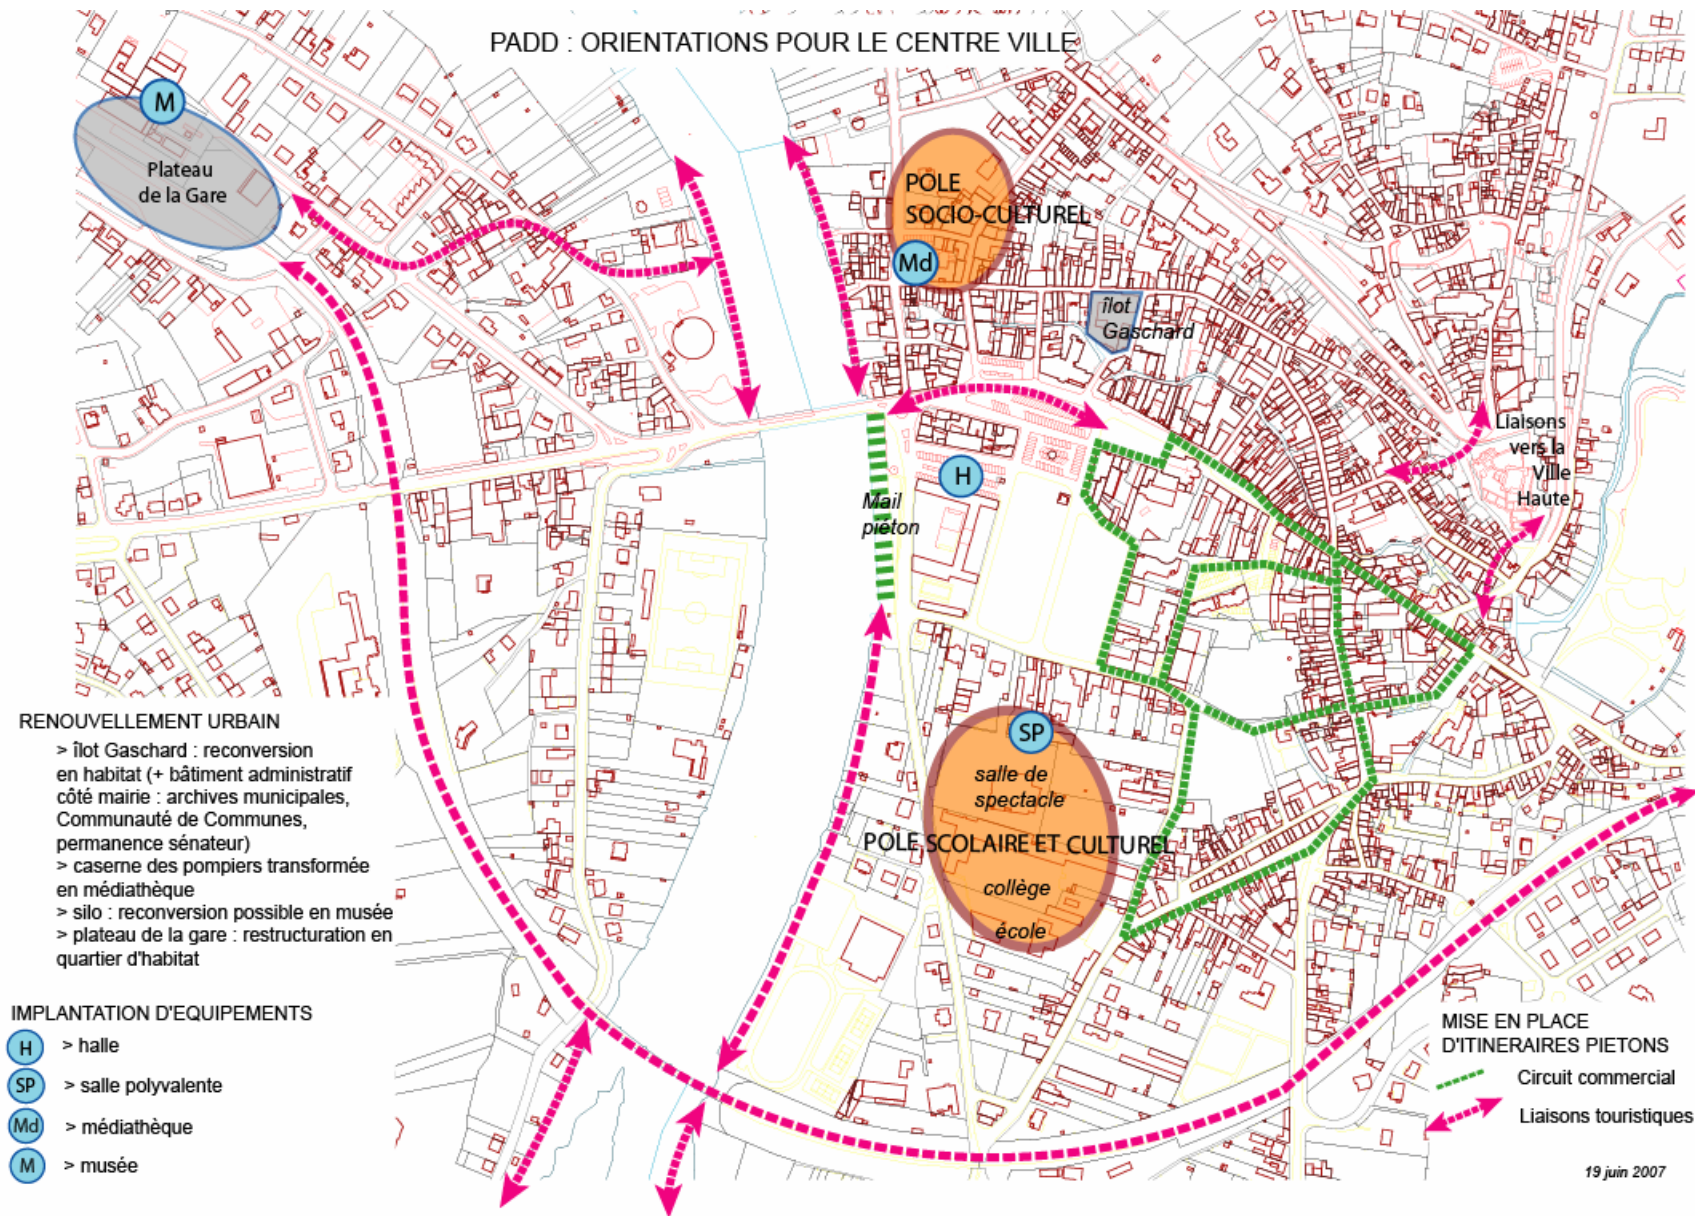 PADD : ORIENTATIONS POUR LE CENTRE VILLE
M
Plateau
de la Gare
POLE
SOCIO-CULTUREL
Md
îlot
Gaschard
Liaisons
vers la
Ville
Haute
H
Mail
piéton
SP
salle de
spectacle
POLE SCOLAIRE ET CULTUREL
collège
école
RENOUVELLEMENT URBAIN
> îlot Gaschard : reconversion
en habitat (+ bâtiment administratif
côté mairie : archives municipales,
Communauté de Communes,
permanence sénateur)
> caserne des pompiers transformée
en médiathèque
> silo : reconversion possible en musée
> plateau de la gare : restructuration en
quartier d'habitat
IMPLANTATION D'EQUIPEMENTS
H > halle
SP > salle polyvalente
Md > médiathèque
M > musée
MISE EN PLACE
D'ITINERAIRES PIETONS
Circuit commercial
Liaisons touristiques
19 juin 2007